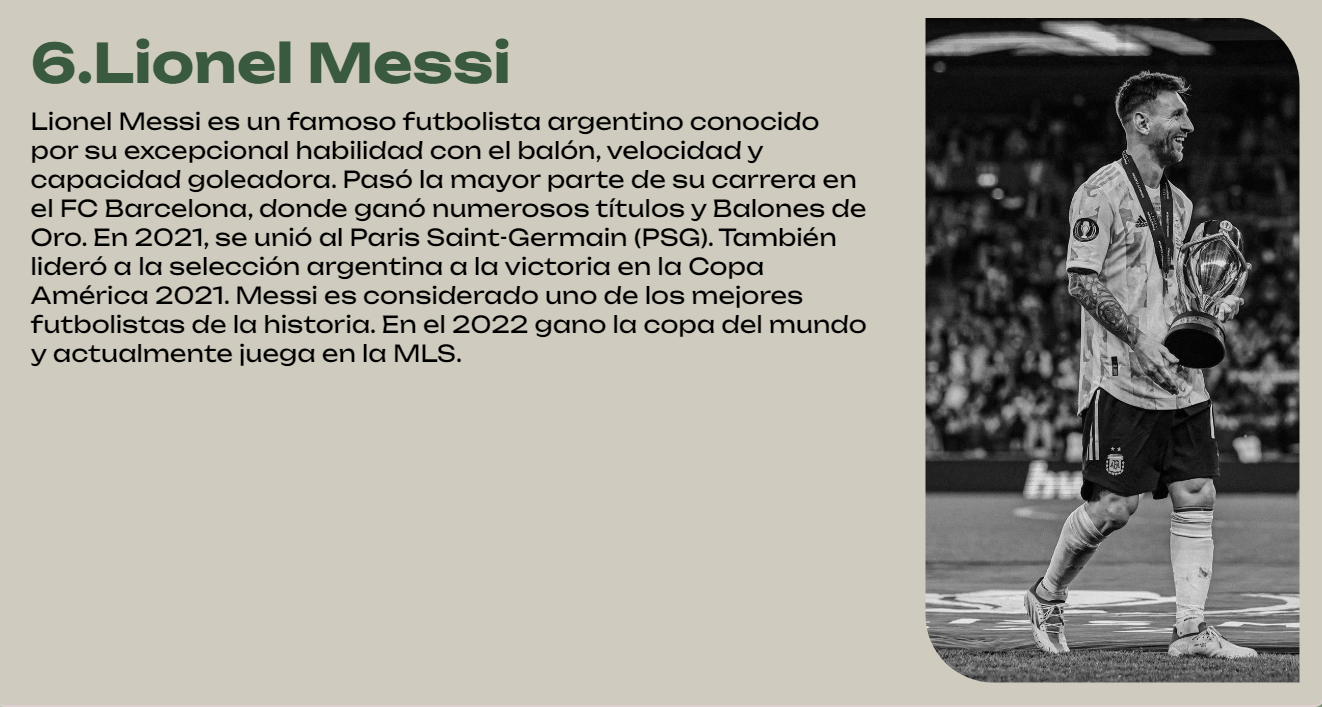 6.Lionel Messi
Lionel Messi es un famoso futbolista argentino conocido
por su excepcional habilidad con el balón, velocidad y
capacidad goleadora. Pasó la mayor parte de su carrera en
el FC Barcelona, donde ganó numerosos títulos y Balones de
Oro. En 2021, se unió al Paris Saint-Germain (PSG). También
lideró a la selección argentina a la victoria en la Copa
América 2021. Messi es considerado uno de los mejores
futbolistas de la historia. En el 2022 gano la copa del mundo
y actualmente juega en la MLS.